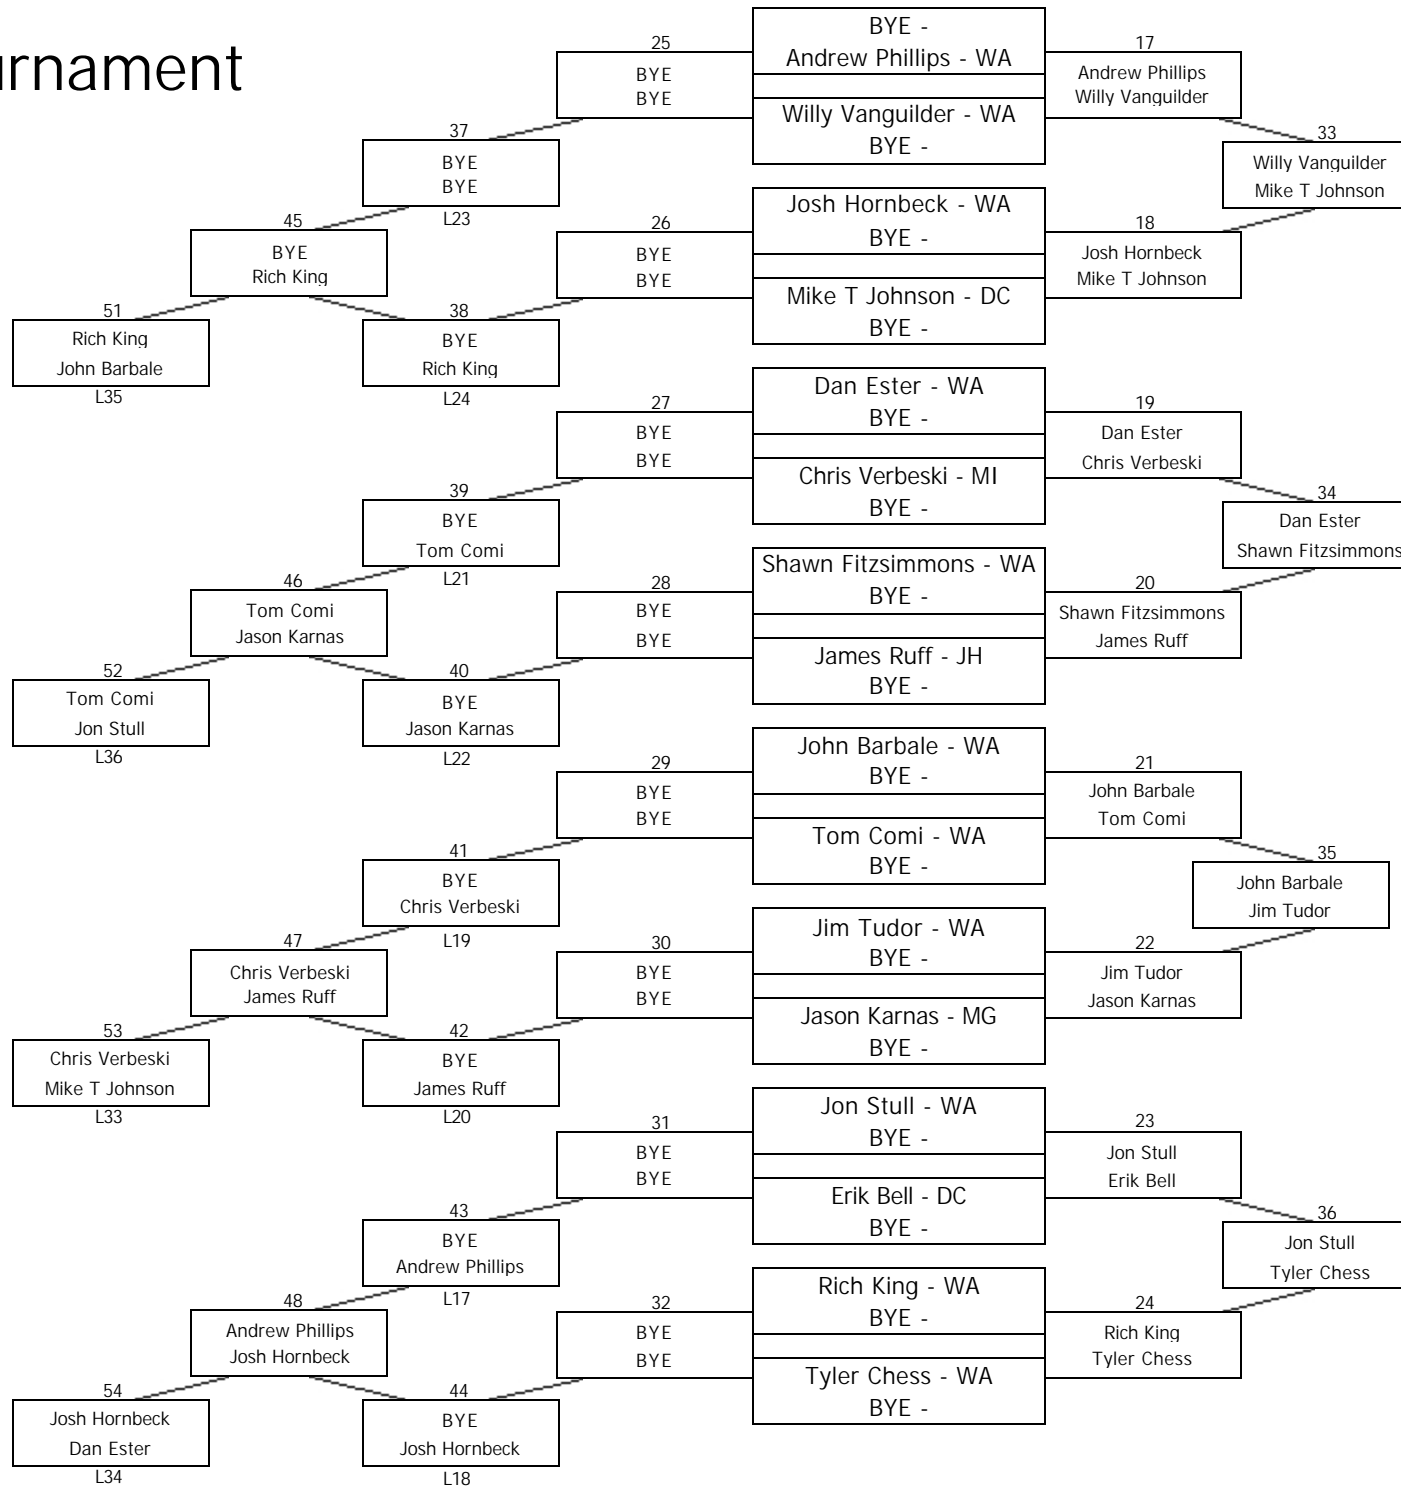 urnament
BYE -
Andrew Phillips - WA
Willy Vanguilder - WA
BYE -
Josh Hornbeck - WA
BYE -
Mike T Johnson - DC
BYE -
Dan Ester - WA
BYE -
Chris Verbeski - MI
BYE -
Shawn Fitzsimmons - WA
BYE -
James Ruff - JH
BYE -
John Barbale - WA
BYE -
Tom Comi - WA
BYE -
Jim Tudor - WA
BYE -
Jason Karnas - MG
BYE -
Jon Stull - WA
BYE -
Erik Bell - DC
BYE -
Rich King - WA
BYE -
Tyler Chess - WA
BYE -
17
Andrew Phillips
Willy Vanguilder
18
Josh Hornbeck
Mike T Johnson
19
Dan Ester
Chris Verbeski
20
Shawn Fitzsimmons
James Ruff
21
John Barbale
Tom Comi
22
Jim Tudor
Jason Karnas
23
Jon Stull
Erik Bell
24
Rich King
Tyler Chess
33
Willy Vanguilder
Mike T Johnson
34
Dan Ester
Shawn Fitzsimmons
35
John Barbale
Jim Tudor
36
Jon Stull
Tyler Chess
25
BYE
BYE
26
BYE
BYE
27
BYE
BYE
28
BYE
BYE
29
BYE
BYE
30
BYE
BYE
31
BYE
BYE
32
BYE
BYE
37
BYE
BYE
L23
38
BYE
Rich King
L24
39
BYE
Tom Comi
L21
40
BYE
Jason Karnas
L22
41
BYE
Chris Verbeski
L19
42
BYE
James Ruff
L20
43
BYE
Andrew Phillips
L17
44
BYE
Josh Hornbeck
L18
45
BYE
Rich King
46
Tom Comi
Jason Karnas
47
Chris Verbeski
James Ruff
48
Andrew Phillips
Josh Hornbeck
51
Rich King
John Barbale
L35
52
Tom Comi
Jon Stull
L36
53
Chris Verbeski
Mike T Johnson
L33
54
Josh Hornbeck
Dan Ester
L34